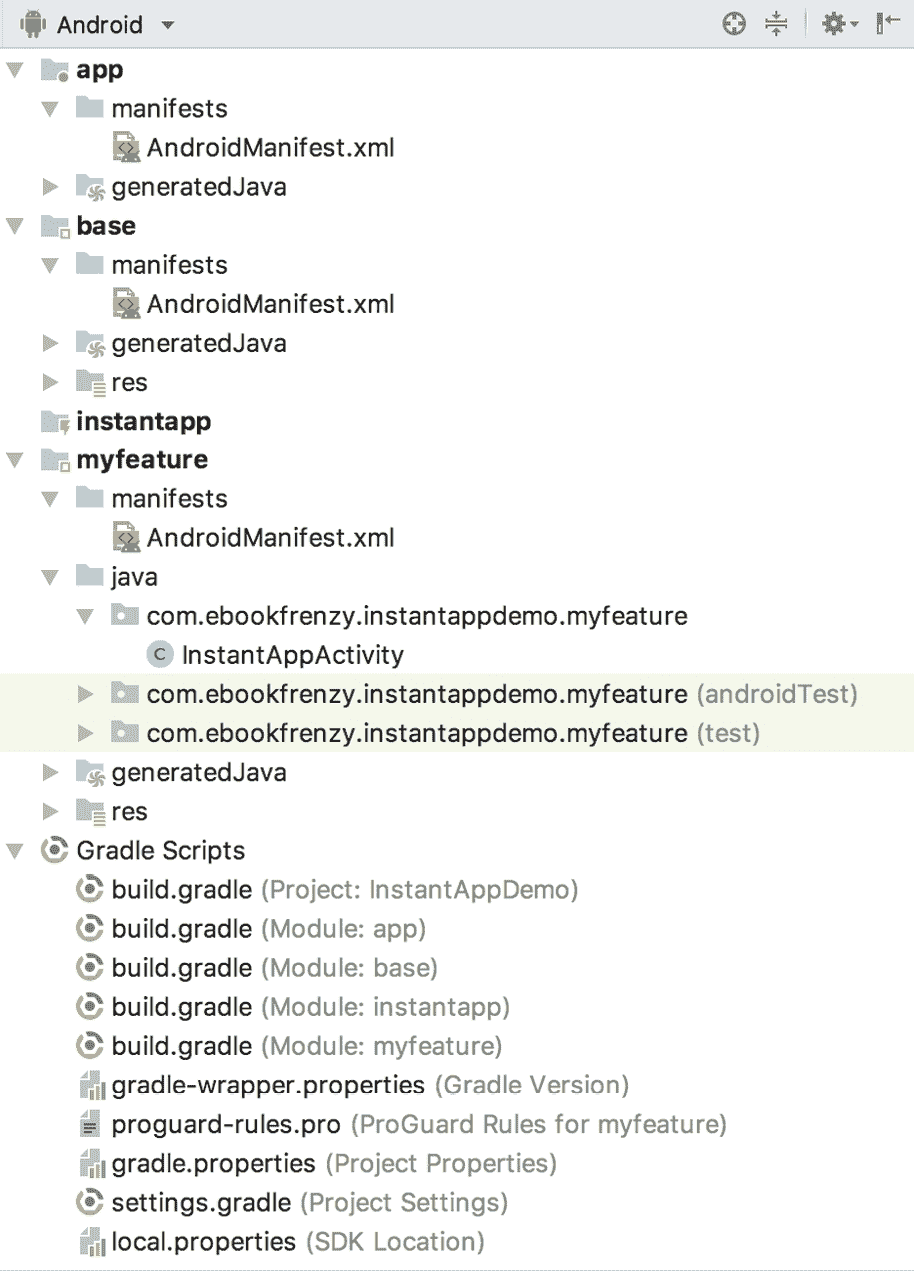 Android
app
manifests
AndroidManifest.xml
generatedJava
base
manifests
AndroidManifest.xml
generatedJava
res
instantapp
myfeature
manifests
AndroidManifest.xml
java
com.ebookfrenzy.instantappdemo.myfeature
C InstantAppActivity
com.ebookfrenzy.instantappdemo.myfeature (androidTest)
com.ebookfrenzy.instantappdemo.myfeature (test)
generatedJava
res
Gradle Scripts
build.gradle (Project: InstantAppDemo)
build.gradle (Module: app)
build.gradle (Module: base)
build.gradle (Module: instantapp)
build.gradle (Module: myfeature)
gradle-wrapper.properties (Gradle Version)
proguard-rules.pro (ProGuard Rules for myfeature)
gradle.properties (Project Properties)
settings.gradle (Project Settings)
local.properties (SDK Location)